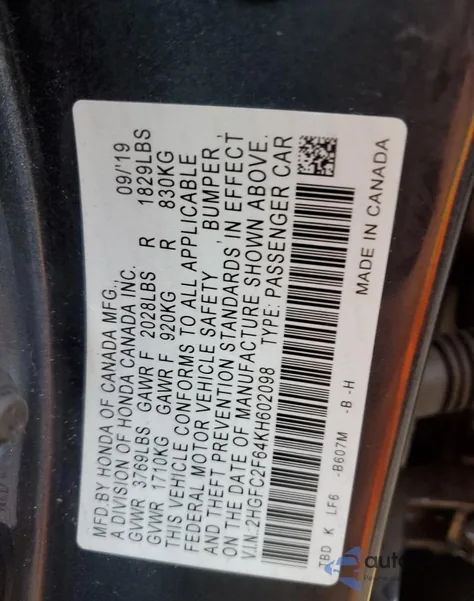 MFD.BY HONDA OF CANADA MFG., 09/19
A DIVISION OF HONDA CANADA INC.
GVWR 3769LBS GAWR F 2028LBS R 1829LBS
GVWR 1710KG GAWR F 920KG R 830KG
THIS VEHICLE CONFORMS TO ALL APPLICABLE
FEDERAL MOTOR VEHICLE SAFETY , BUMPER ,
AND THEFT PREVENTION STANDARDS , IN EFFECT
ON THE DATE OF MANUFACTURE SHOWN ABOVE.
V.I.N.:2HGFC2F64KH602098 TYPE: PASSENGER CAR
TBD K LF6 -B607M -B -H
MADE IN CANADA